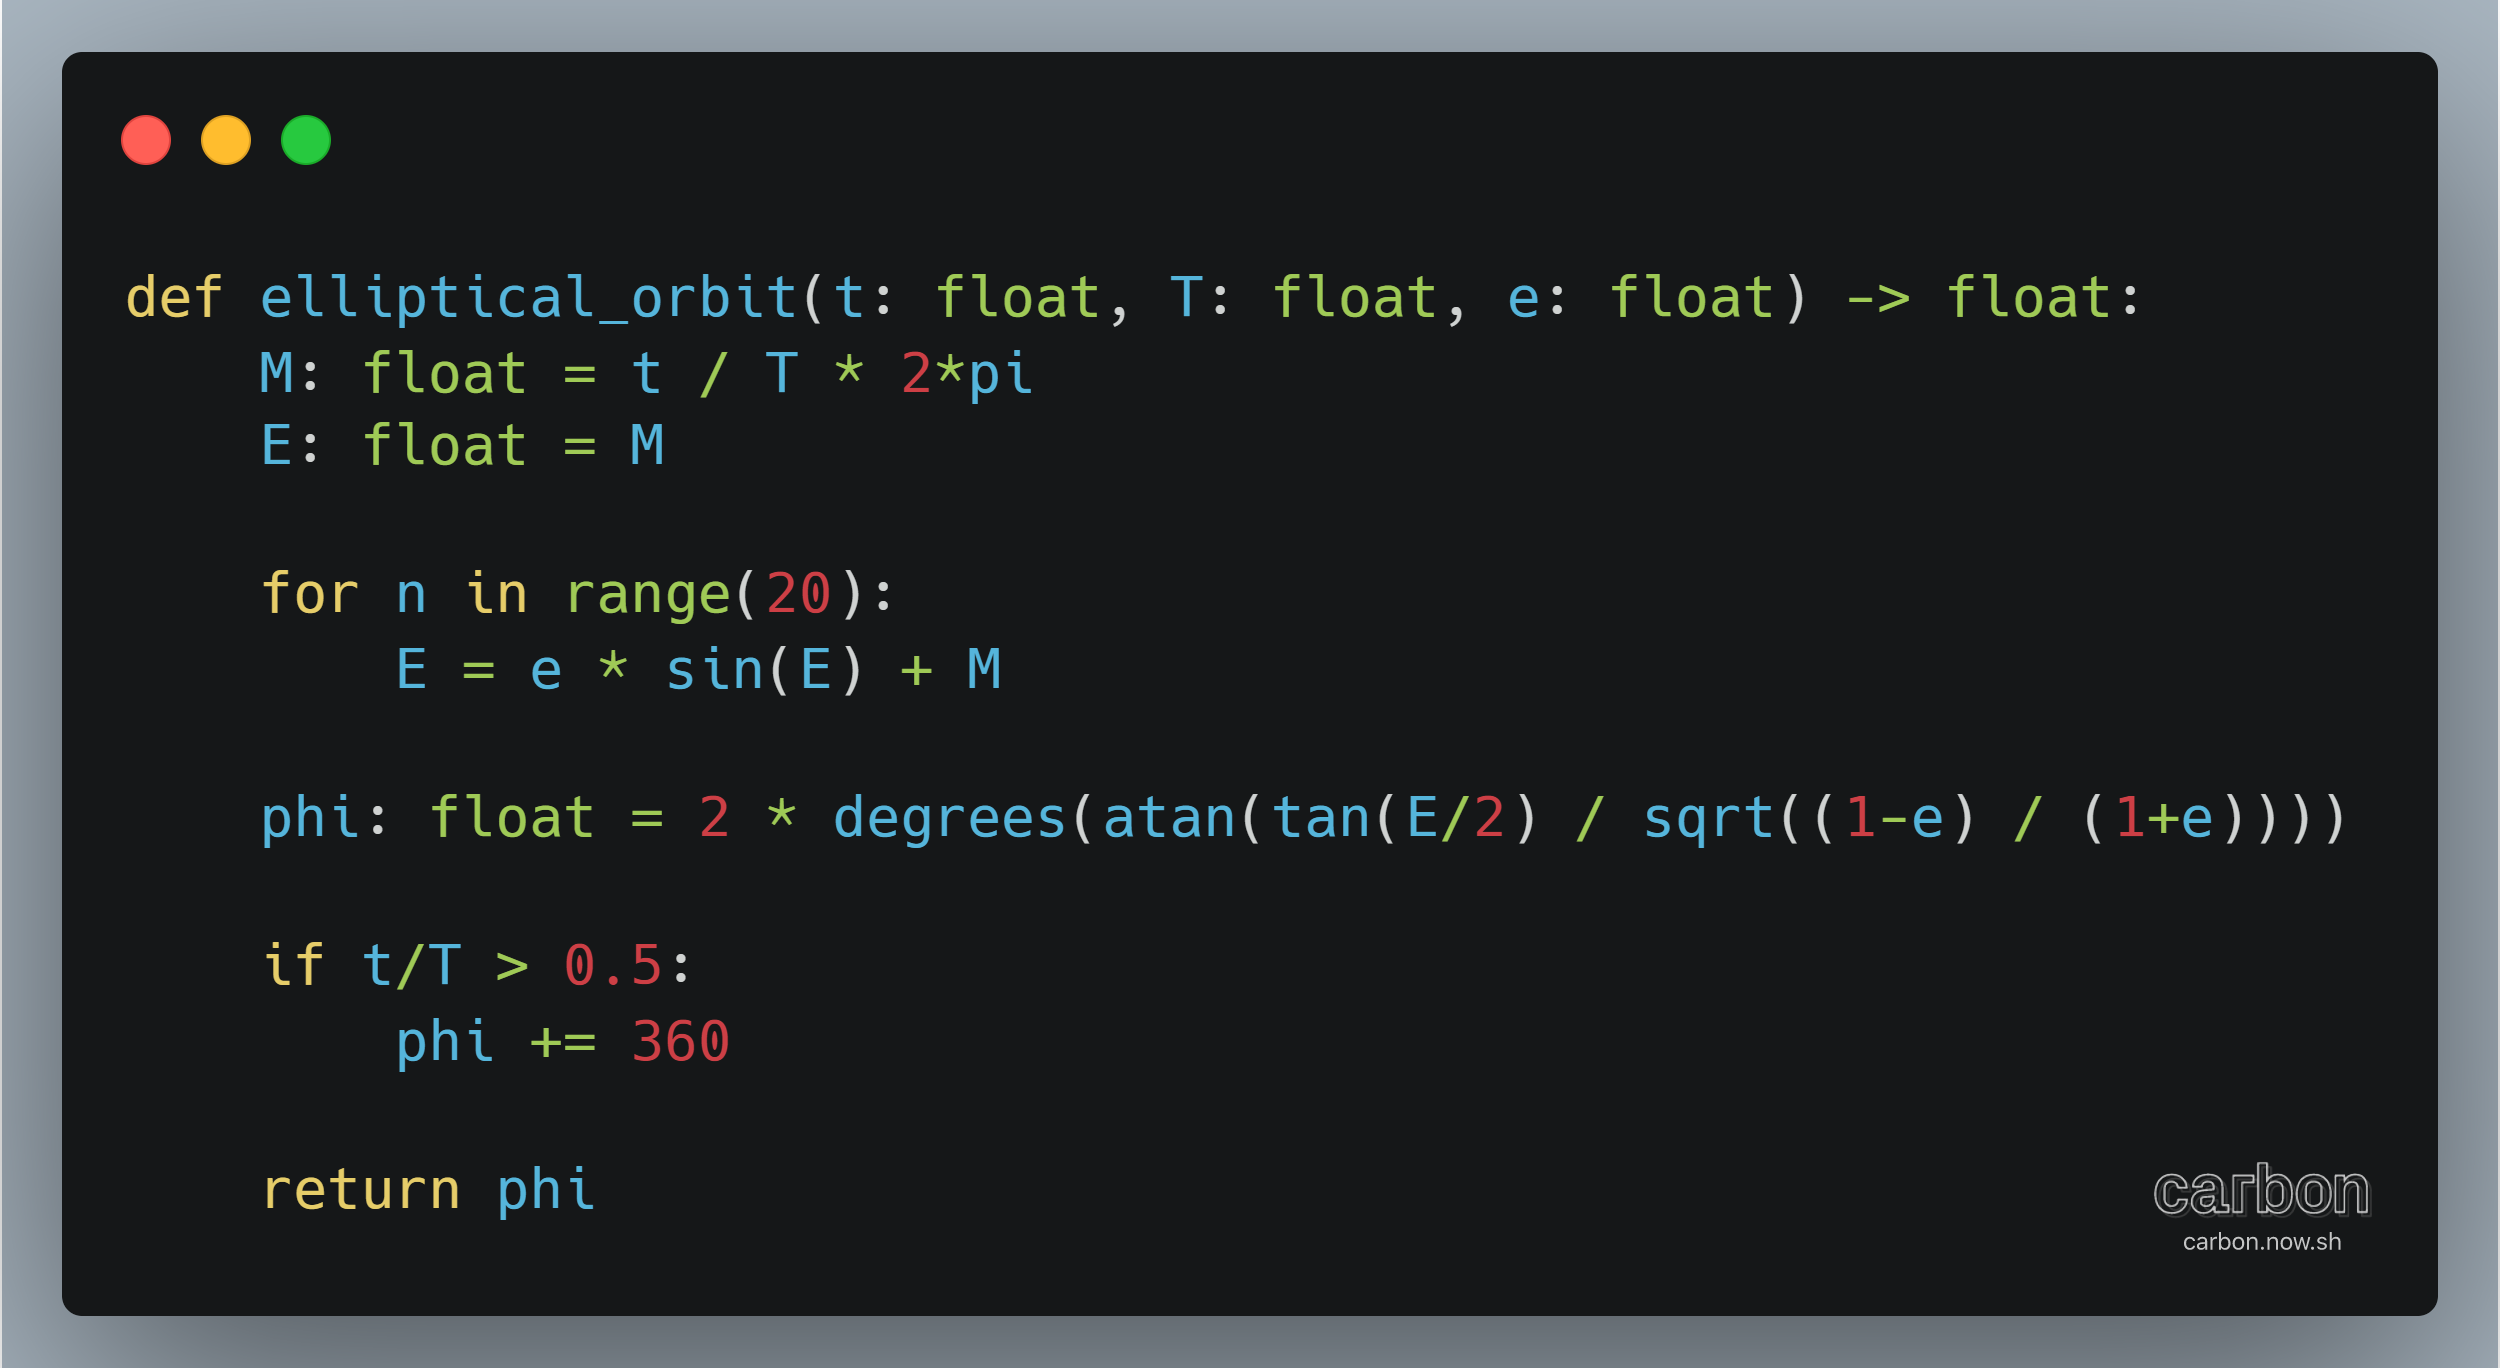 def elliptical_orbit(t: float, T: float, e: float) -> float:
    M: float = t / T * 2*pi
    E: float = M

    for n in range(20):
        E = e * sin(E) + M

    phi: float = 2 * degrees(atan(tan(E/2) / sqrt((1-e) / (1+e))))

    if t/T > 0.5:
        phi += 360

    return phi
carbon
carbon.now.sh